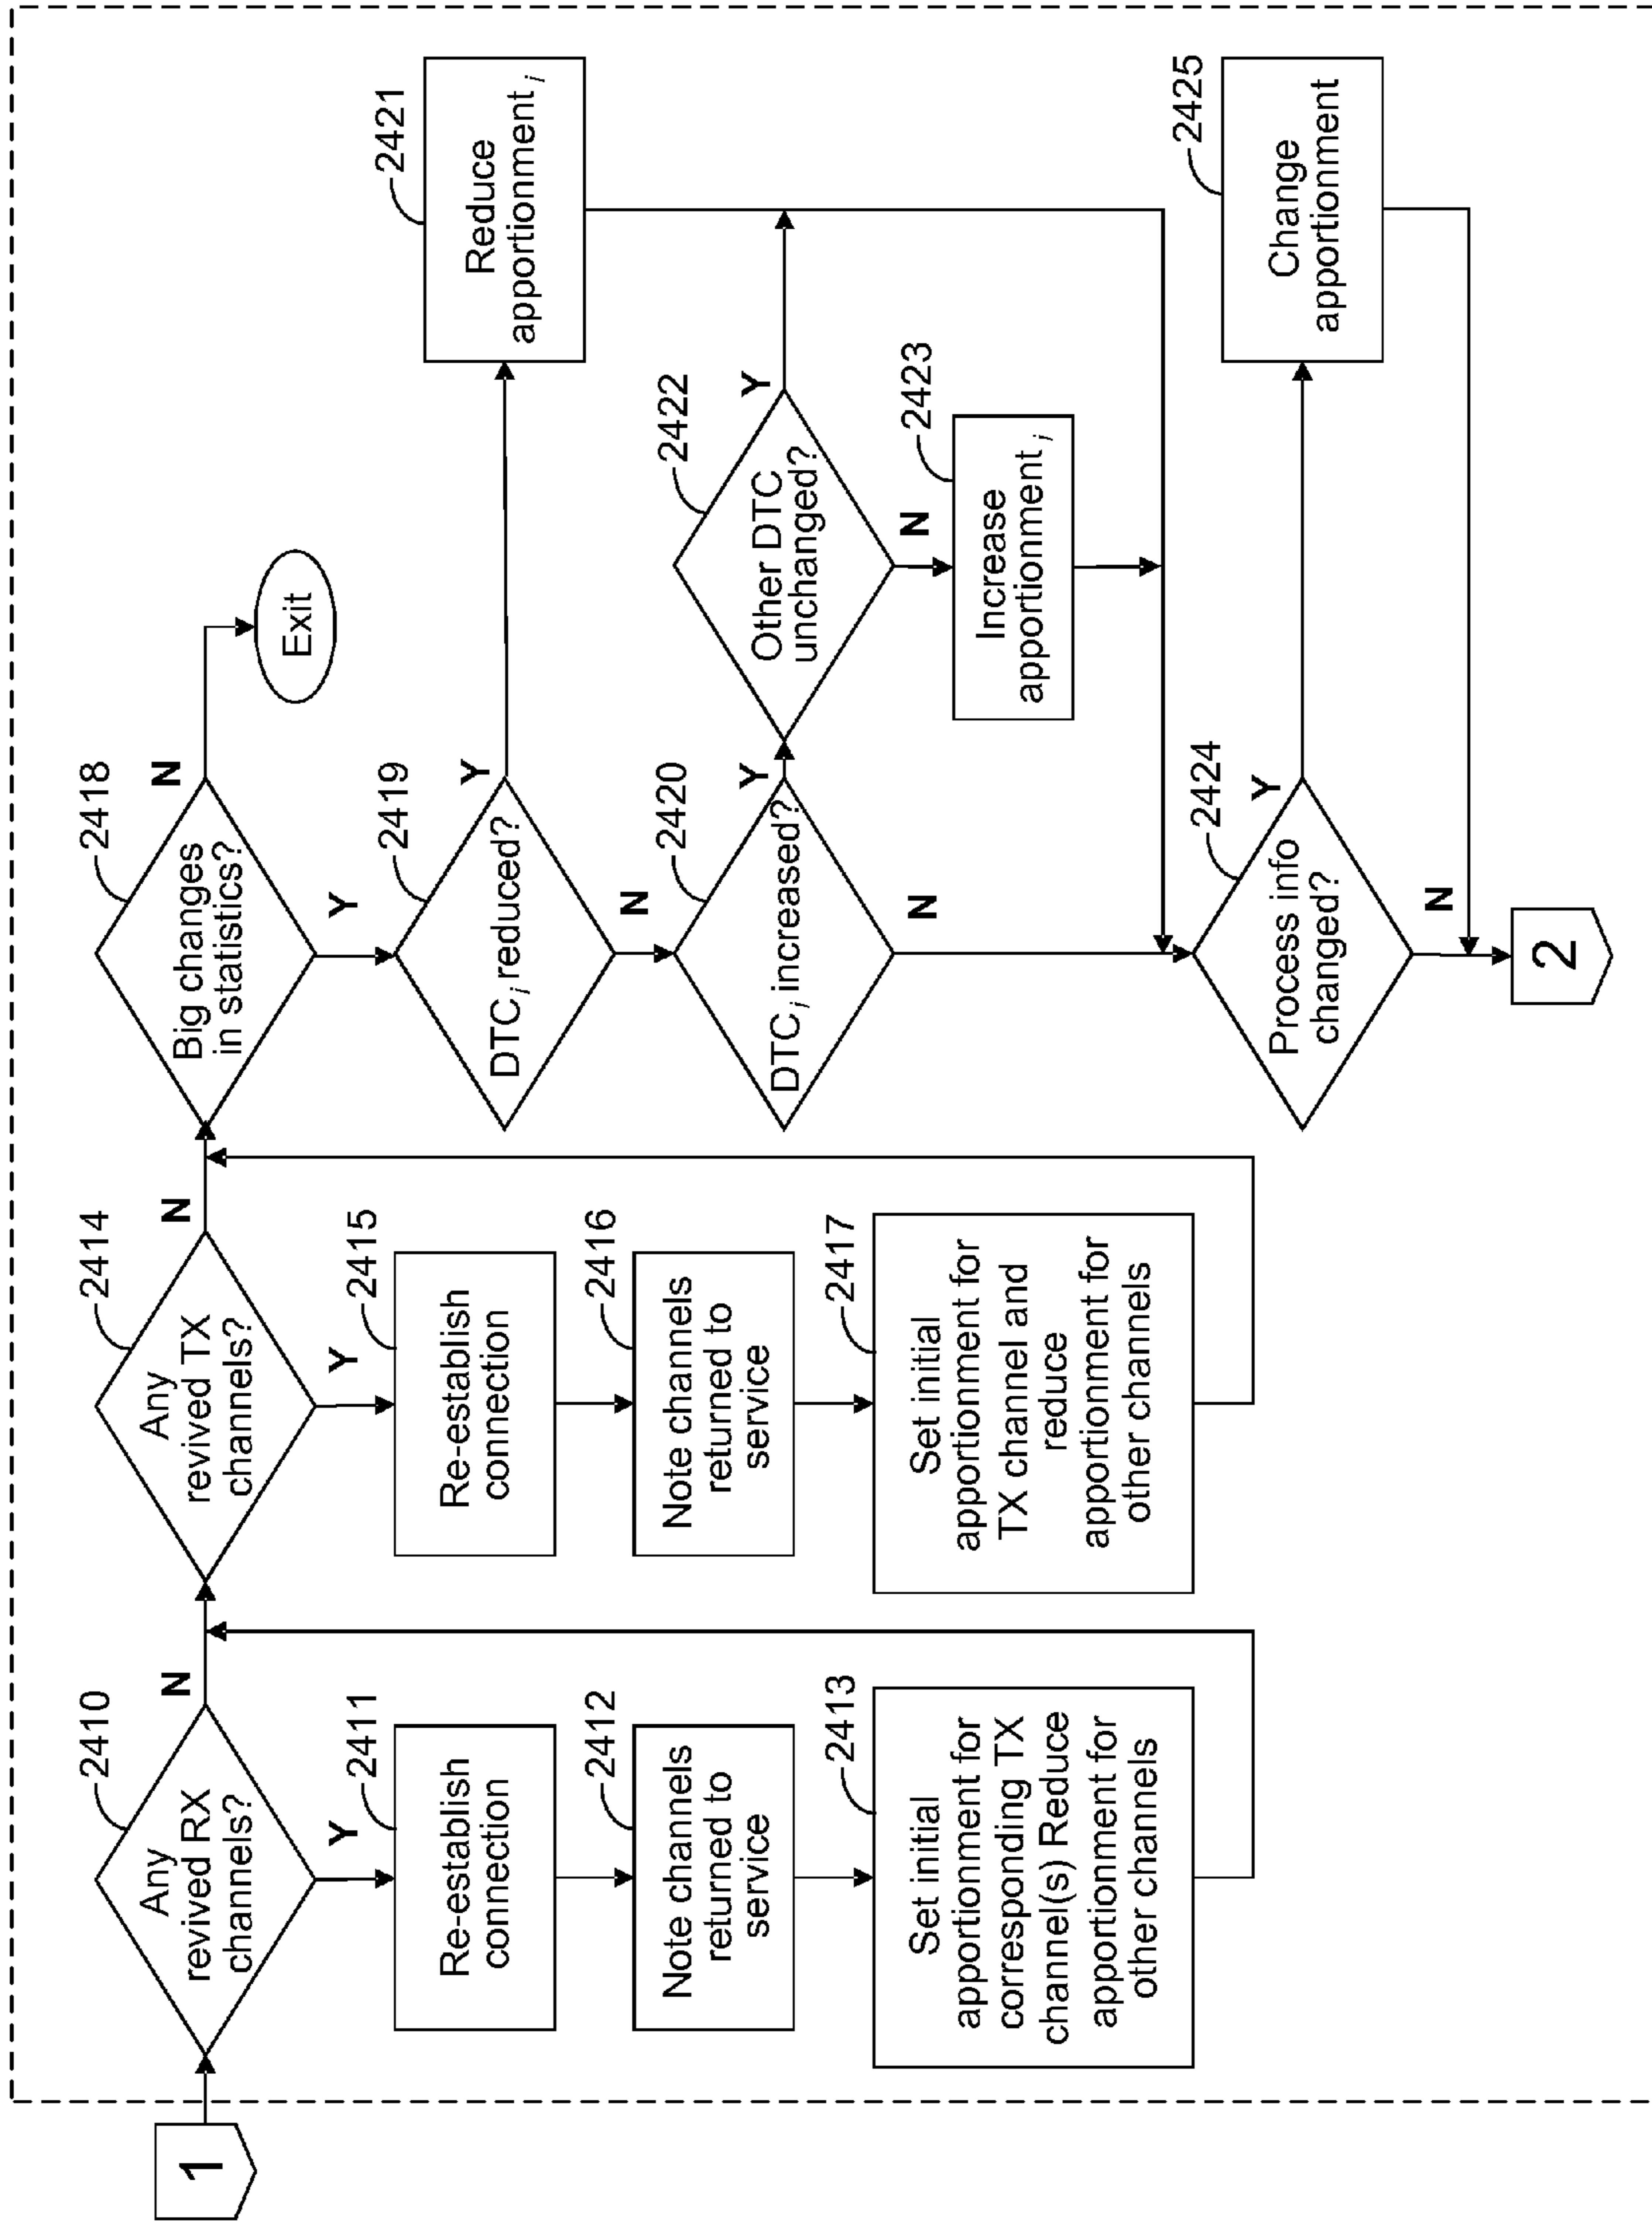 1
2410
Any
revived RX
channels?
N
Y
2411
Re-establish
connection
2412
Note channels
returned to
service
2413
Set initial
apportionment for
corresponding TX
channel(s) Reduce
apportionment for
other channels
2414
Any
revived TX
channels?
N
Y
2415
Re-establish
connection
2416
Note channels
returned to
service
2417
Set initial
apportionment for
TX channel and
reduce
apportionment for
other channels
2418
Big changes
in statistics?
N
Exit
Y
2419
DTC i reduced?
Y
2421
Reduce
apportionment i
N
2420
DTC i increased?
Y
2422
Other DTC
unchanged?
Y
N
2423
Increase
apportionment i
N
2424
Process info
changed?
Y
2425
Change
apportionment
N
2